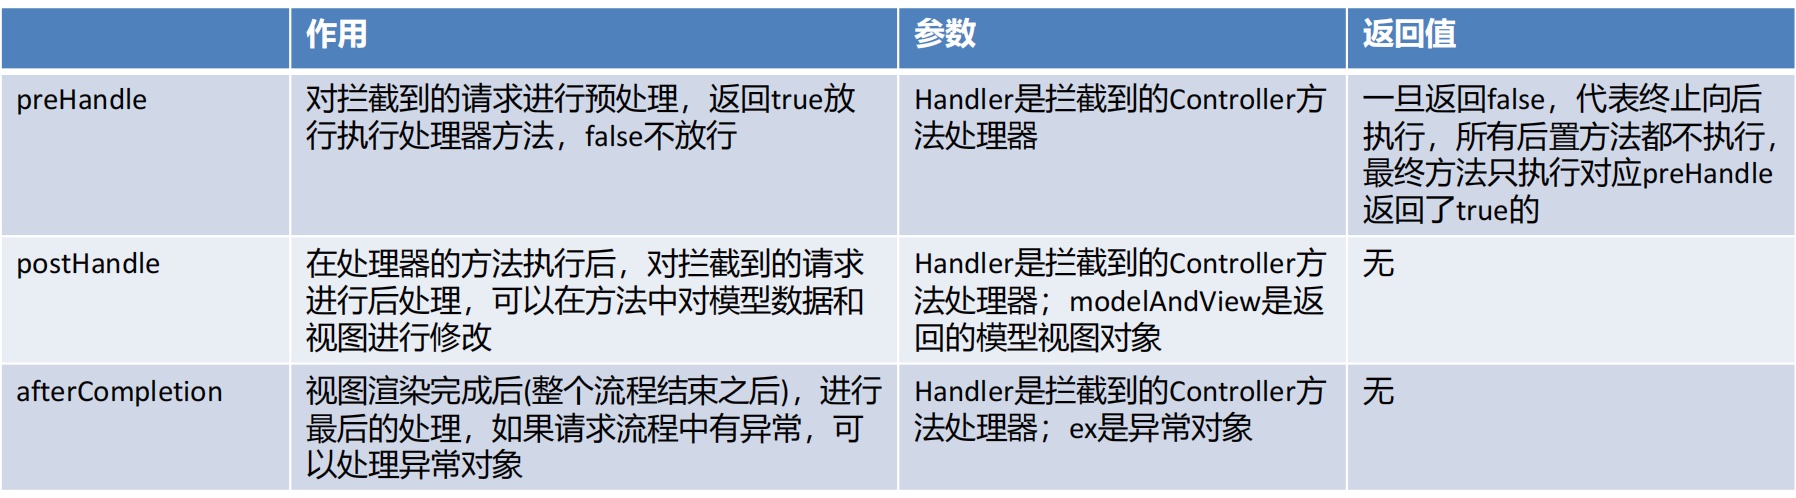 作用
参数
返回值
preHandle
对拦截到的请求进行预处理，返回true放
行执行处理器方法，false不放行
Handler是拦截到的Controller方
法处理器
一旦返回false，代表终止向后
执行，所有后置方法都不执行，
最终方法只执行对应preHandle
返回了true的
postHandle
在处理器的方法执行后，对拦截到的请求
进行后处理，可以在方法中对模型数据和
视图进行修改
Handler是拦截到的Controller方
法处理器；modelAndView是返
回的模型视图对象
无
afterCompletion
视图渲染完成后(整个流程结束之后)，进行
最后的处理，如果请求流程中有异常，可
以处理异常对象
Handler是拦截到的Controller方
法处理器；ex是异常对象
无